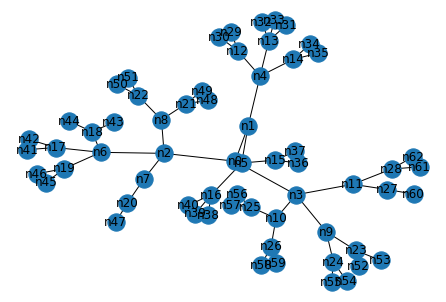 n32 n33
n29 n31
n30 n13
n12 n34
n14 n35
n4
n51
n50 n49
n22 n21 n48
n44 n43 n8 n1
n42 n18
n17 n37 n62
n41 n6 n2 n5 n15 n36 n28 n61
n46 n19
n45 n7 n11 n27 n60
n16 n56 n3
n40 n57 n25
n20 n39 n38 n10
n47 n9
n26 n23
n58 n59 n24 n52 n53
n55 n54